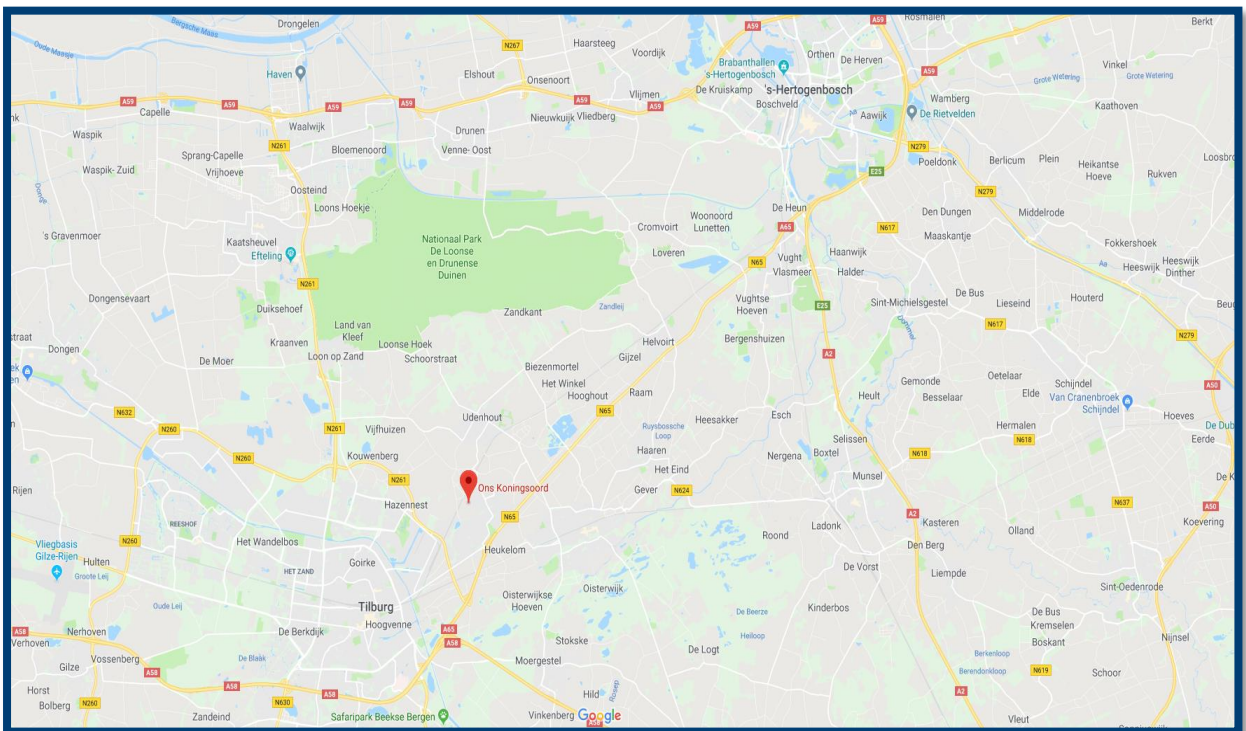 Drongelen
Bergsche Maas
Oude Maasje
Haven
N267
Haarsteeg
Voordijk
Elshout
Onsenoort
Vlijmen
A59
Orthen
De Herven
Rosmalen
Berkt
Brabanthallen
's-Hertogenbosch
De Kruiskamp
's-Hertogenbosch
Boschveld
A59
Vinkel
Grote Wetering
Grote Wetering
Wamberg
De Rietvelden
Kaathoven
Aa
Aawijk
A59
A59
A59
A59
A59
A59
A59
Capelle
Waspik
Waalwijk
Nieuwkuijk
Vliedberg
Drunen
N261
Bloemenoord
Venne- Oost
Sprang-Capelle
Vrijhoeve
Waspik- Zuid
Donge
Oosteind
Loons Hoekje
N279
Poeldonk
Berlicum
Plein
Heikantse
Hoeve
Rukven
E25
N279
's Gravenmoer
Kaatsheuvel
Efteling
N261
Nationaal Park
De Loonse
en Drunense
Duinen
Cromvoirt
Woonoord
Lunetten
De Heun
A65
Loveren
N65
Vught
Vlasmeer
Haanwijk
Halder
N617
Den Dungen
Maaskantje
Middelrode
Fokkershoek
Aa
Heeswijk
Heeswijk
Dinther
Dongensevaart
Duiksehoef
Zandkant
Zandleij
Vughtse
Hoeven
E25
Sint-Michielsgestel
De Bus
Lieseind
Houterd
N617
Dommel
N279
Dongen
Kraanven
Land van
Kleef
Loonse Hoek
De Moer
Loon op Zand
Schoorstraat
Helvoirt
Gijzel
Bergenshuizen
A2
Biezenmortel
Het Winkel
Hooghout
Raam
N65
Gemonde
Besselaar
Oetelaar
Elde
Schijndel
Van Cranenbroek
Schijndel
A50
Hoeves
Heult
N632
N260
Udenhout
N261
Vijfhuizen
Kouwenberg
N260
Ruysbossche
Loop
Heesakker
Esch
Hermalen
Eerde
Haaren
Nergena
Selissen
Boxtel
N618
N618
Het Eind
Munsel
N261
Ons Koningsoord
Gever
N624
Rijen
Hazennest
N65
REESHOF
N637
A50
Koevering
A2
Kasteren
Olland
Ladonk
Roond
Den Berg
Vliegbasis
Gilze-Rijen
N260
Hulten
Groote Leij
Het Wandelbos
Heukelom
Goirke
HET ZAND
De Vorst
Liempde
Sint-Oedenrode
Oude Leij
Tilburg
Hoogvenne
Oisterwijk
Oisterwijkse
Hoeven
De Beerze
Kinderbos
De Bus
Kremselen
Boskant
Nijnsel
A58
Verhoven
Nerhoven
De Berkdijk
A65
A58
Stokske
Heiloop
De Logt
Moergestel
Gilze
Vossenberg
De Blaak
A58
A58
A58
Berkenloop
Berendonkloop
N619
Schoor
Horst
Bolberg
N260
Zandeind
N630
Safaripark Beekse Bergen
Hild
Rosep
Vinkenberg
Google
A58
A2
Vleut